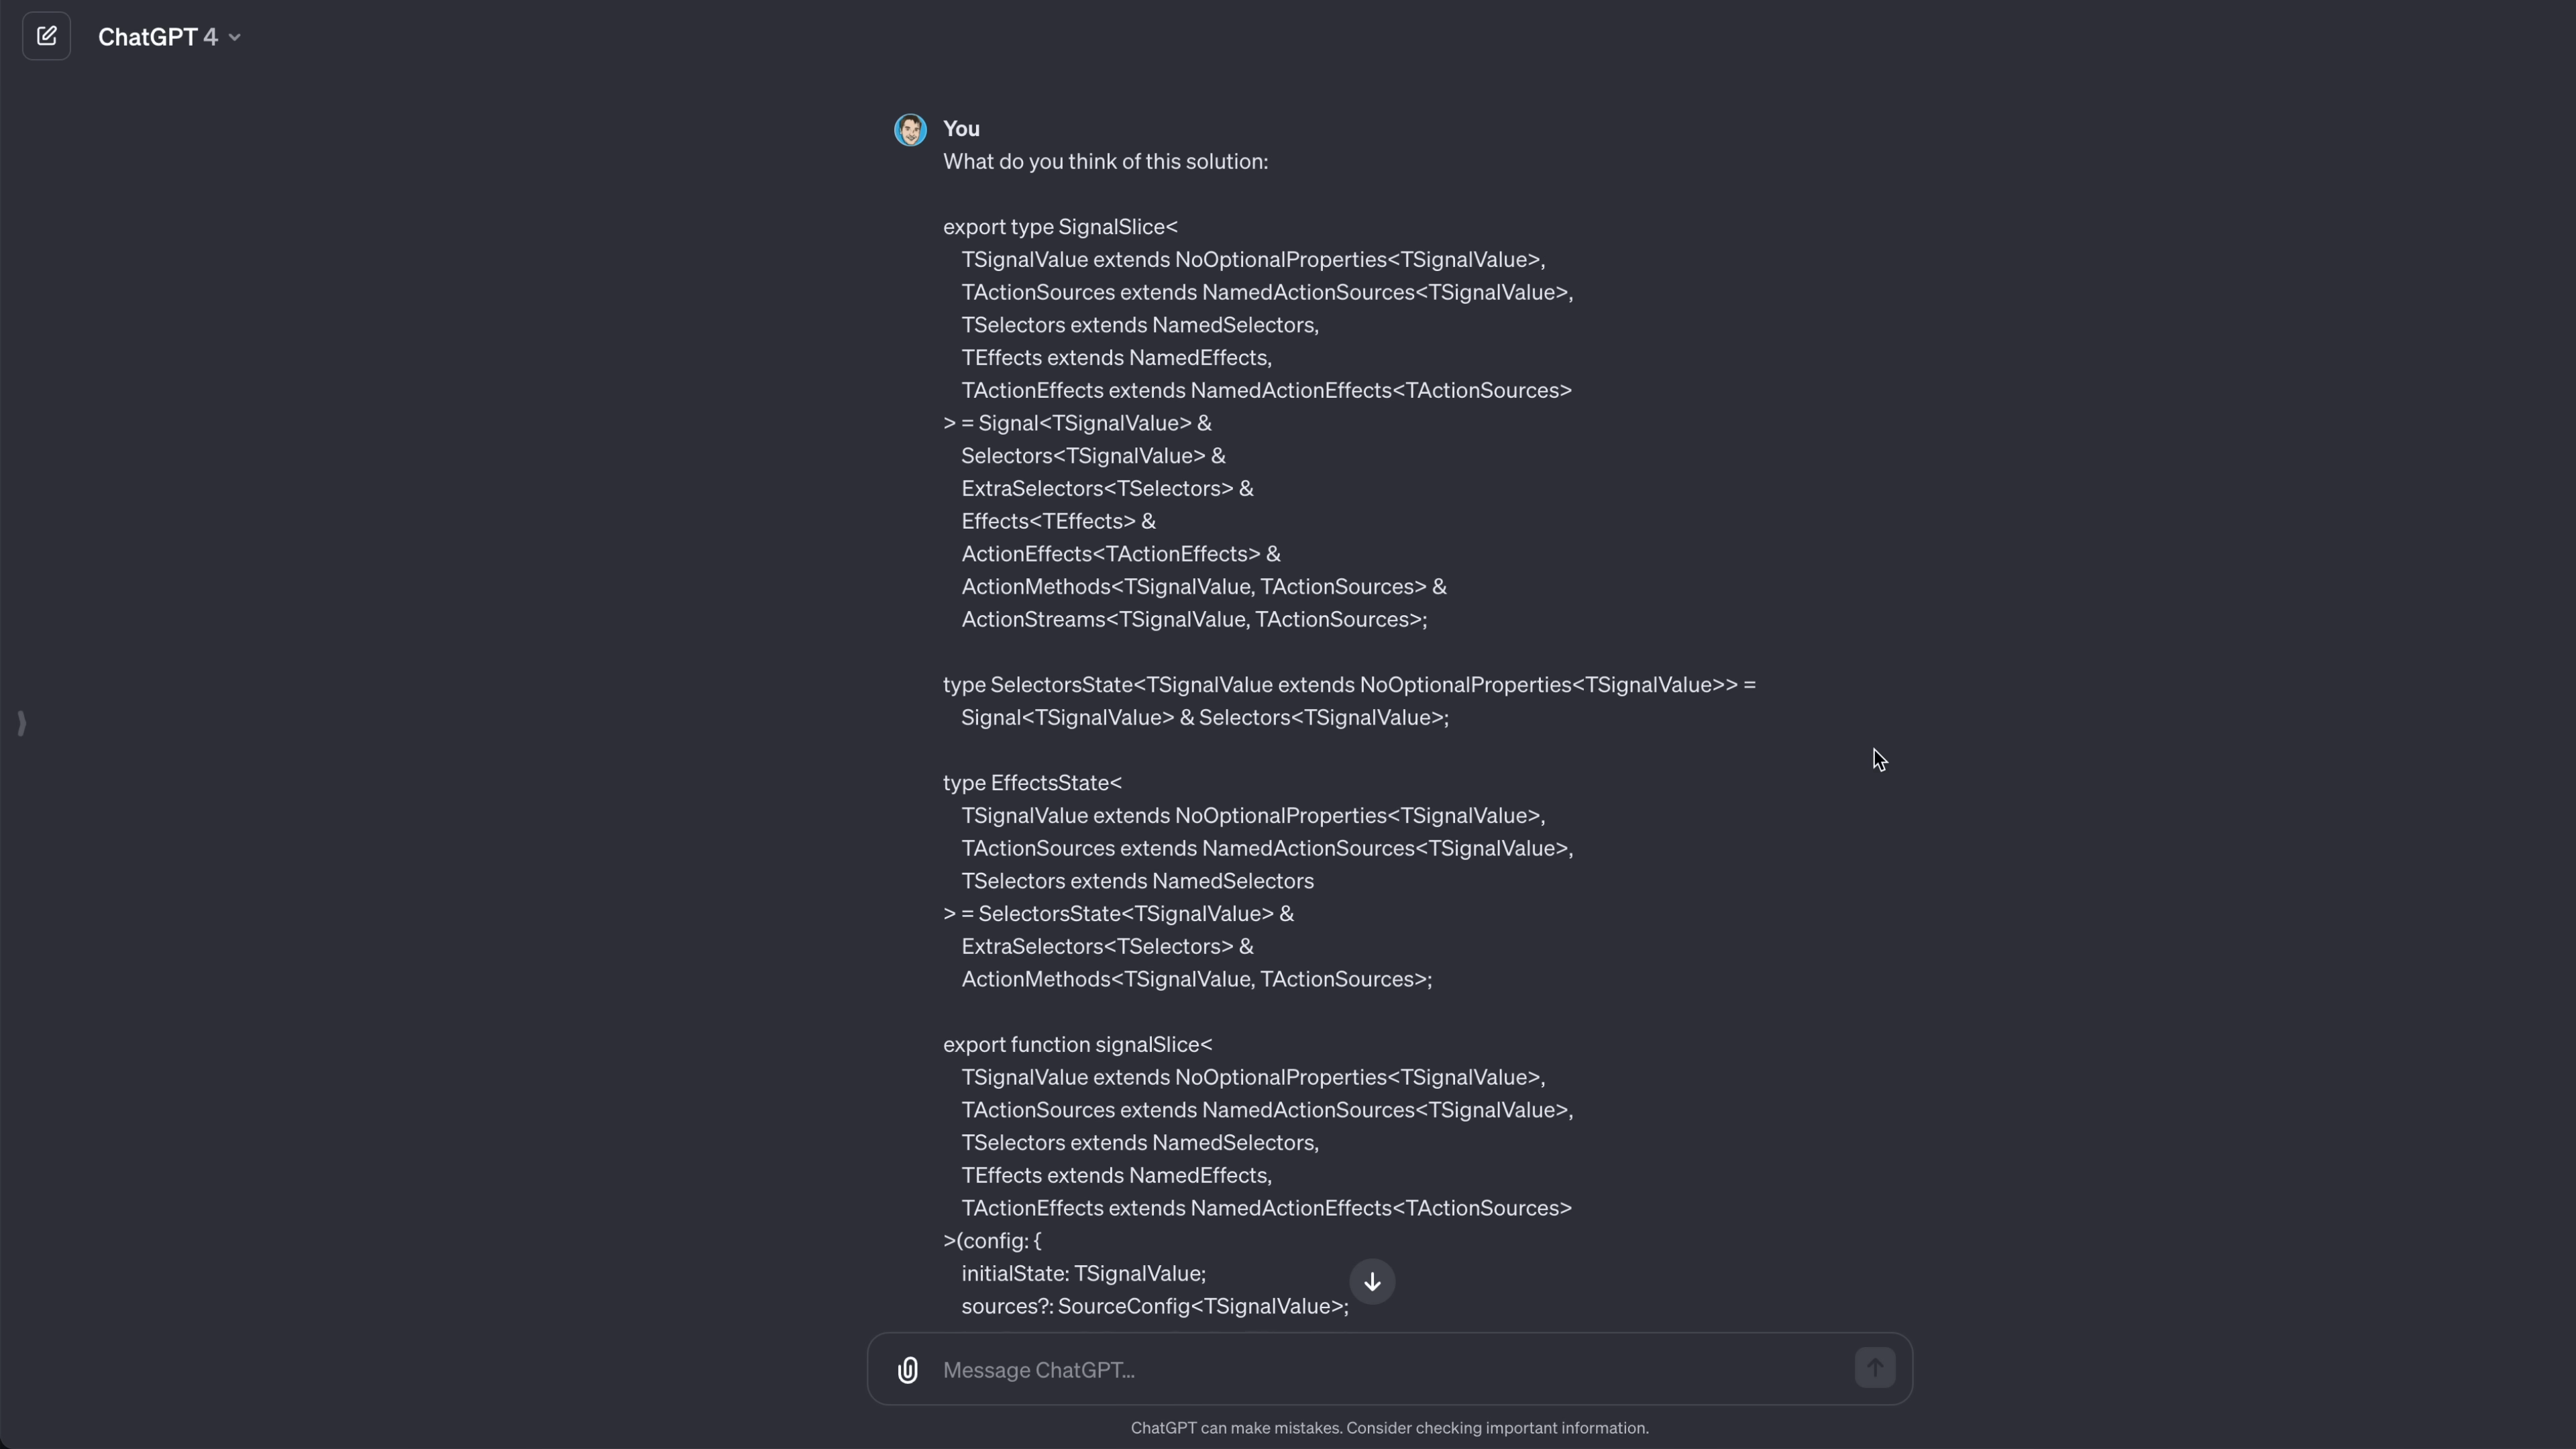 ChatGPT 4
You
What do you think of this solution:
export type SignalSlice<
TSignalValue extends NoOptionalProperties<TSignalValue>,
TActionSources extends NamedActionSources<TSignalValue>,
TSelectors extends NamedSelectors,
TEffects extends NamedEffects,
TActionEffects extends NamedActionEffects<TActionSources>
> = Signal<TSignalValue> &
Selectors<TSignalValue> &
ExtraSelectors<TSelectors> &
Effects<TEffects> &
ActionEffects<TActionEffects> &
ActionMethods<TSignalValue, TActionSources> &
ActionStreams<TSignalValue, TActionSources>;
type SelectorsState<TSignalValue extends NoOptionalProperties<TSignalValue>> =
Signal<TSignalValue> & Selectors<TSignalValue>;
type EffectsState<
TSignalValue extends NoOptionalProperties<TSignalValue>,
TActionSources extends NamedActionSources<TSignalValue>,
TSelectors extends NamedSelectors
> = SelectorsState<TSignalValue> &
ExtraSelectors<TSelectors> &
ActionMethods<TSignalValue, TActionSources>;
export function signalSlice<
TSignalValue extends NoOptionalProperties<TSignalValue>,
TActionSources extends NamedActionSources<TSignalValue>,
TSelectors extends NamedSelectors,
TEffects extends NamedEffects,
TActionEffects extends NamedActionEffects<TActionSources>
>(config: {
initialState: TSignalValue;
sources?: SourceConfig<TSignalValue>;
Message ChatGPT...
ChatGPT can make mistakes. Consider checking important information.